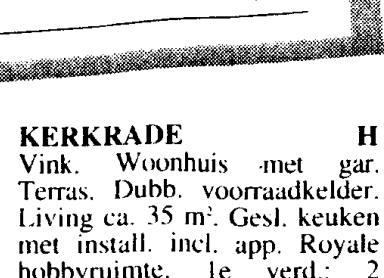 KERKRADE H
Vink. Woonhuis met gar.
Terras. Dubb. voorraadkelder.
Living ca. 35 m². Gesl. keuken
met install. incl. app. Royale
hobbyruimte. 1e verd.: 2